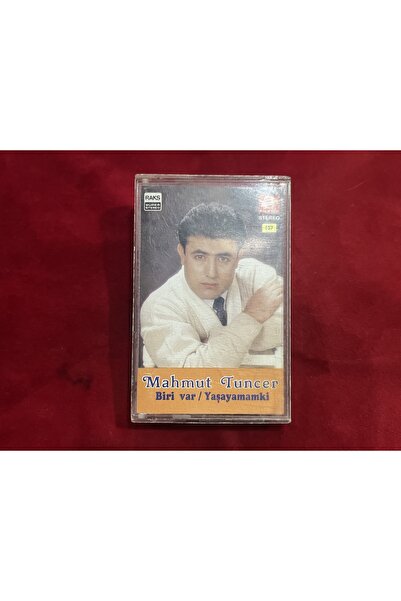 RAKS
STEREO
Mahmut Tuncer
Biri var / Yaşayamamki